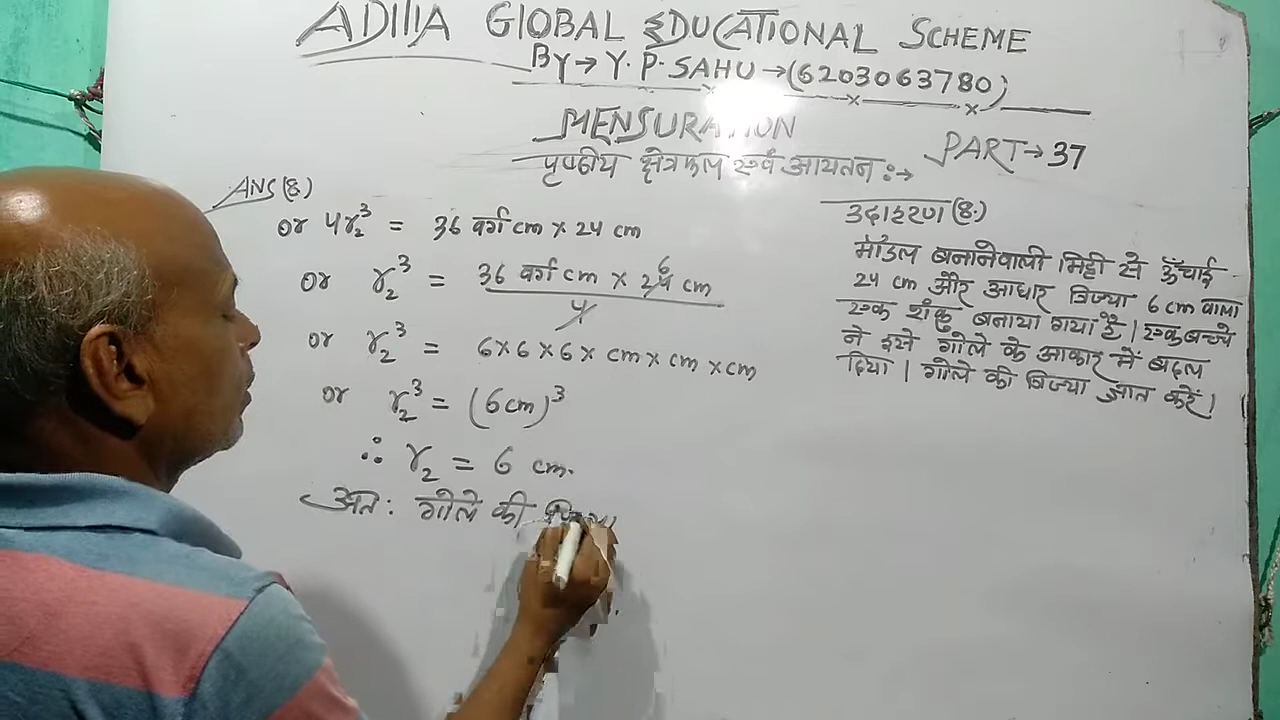 ADITIA GLOBAL EDUCATIONAL SCHEME
BY→ Y. P. SAHU →(6203063780)
MENSURATION
PART→37
पृष्ठीय क्षेत्रफल एवं आयतन :→
ANS (8.)
or 4r₂³ = 36 वर्ग cm × 24 cm
or r₂³ = 36 वर्ग cm × 24 cm / 4
6
or r₂³ = 6×6×6× cm × cm × cm
or r₂³ = (6cm)³
∴ r₂ = 6 cm.
अत: गोले की
उदाहरण (8.)
मॉडल बनानेवाली मिट्टी से ऊँचाई
24 cm और आधार त्रिज्या 6 cm वाला
एक शंकु बनाया गया है। एक बच्चे
ने इसे गोले के आकार में बदल
दिया। गोले की त्रिज्या ज्ञात करें।